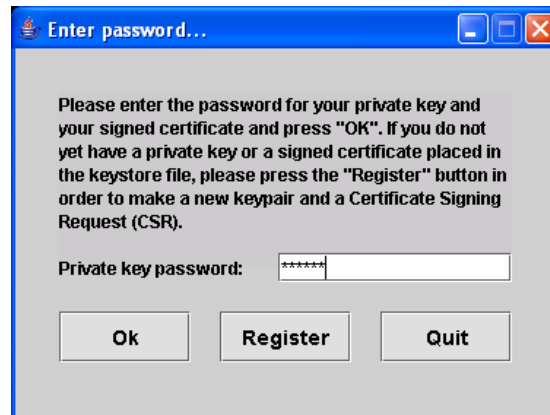 Enter password...
Please enter the password for your private key and
your signed certificate and press "OK". If you do not
yet have a private key or a signed certificate placed in
the keystore file, please press the "Register" button in
order to make a new keypair and a Certificate Signing
Request (CSR).
Private key password: ******
Ok Register Quit